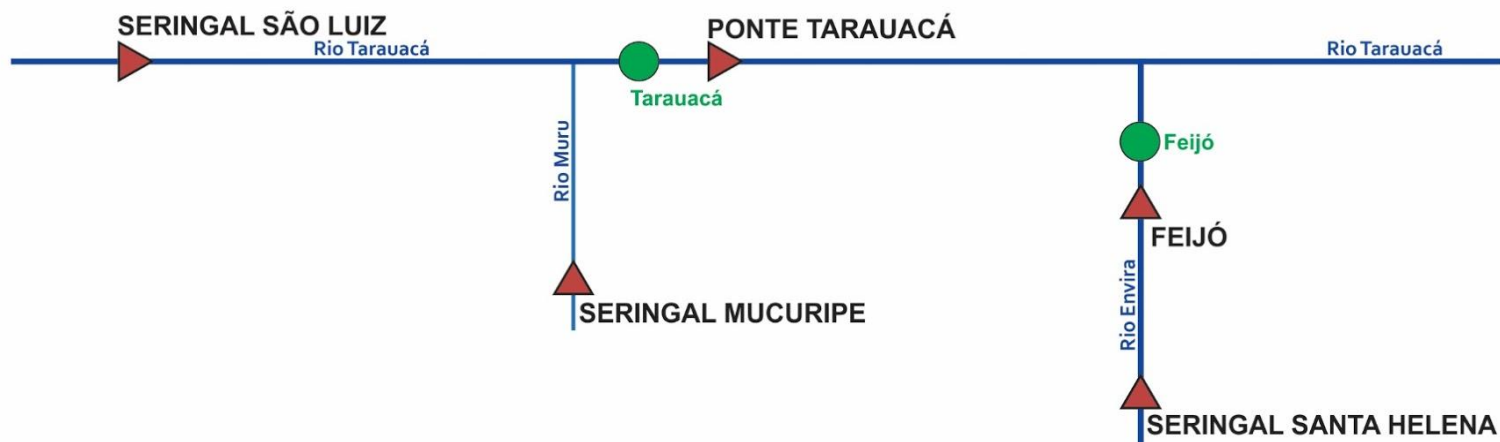 SERINGAL SÃO LUIZ
PONTE TARAUACÁ
Rio Tarauacá
Rio Tarauacá
Tarauacá
Rio Muru
Feijó
FEIJÓ
Rio Envira
SERINGAL MUCURIPE
SERINGAL SANTA HELENA